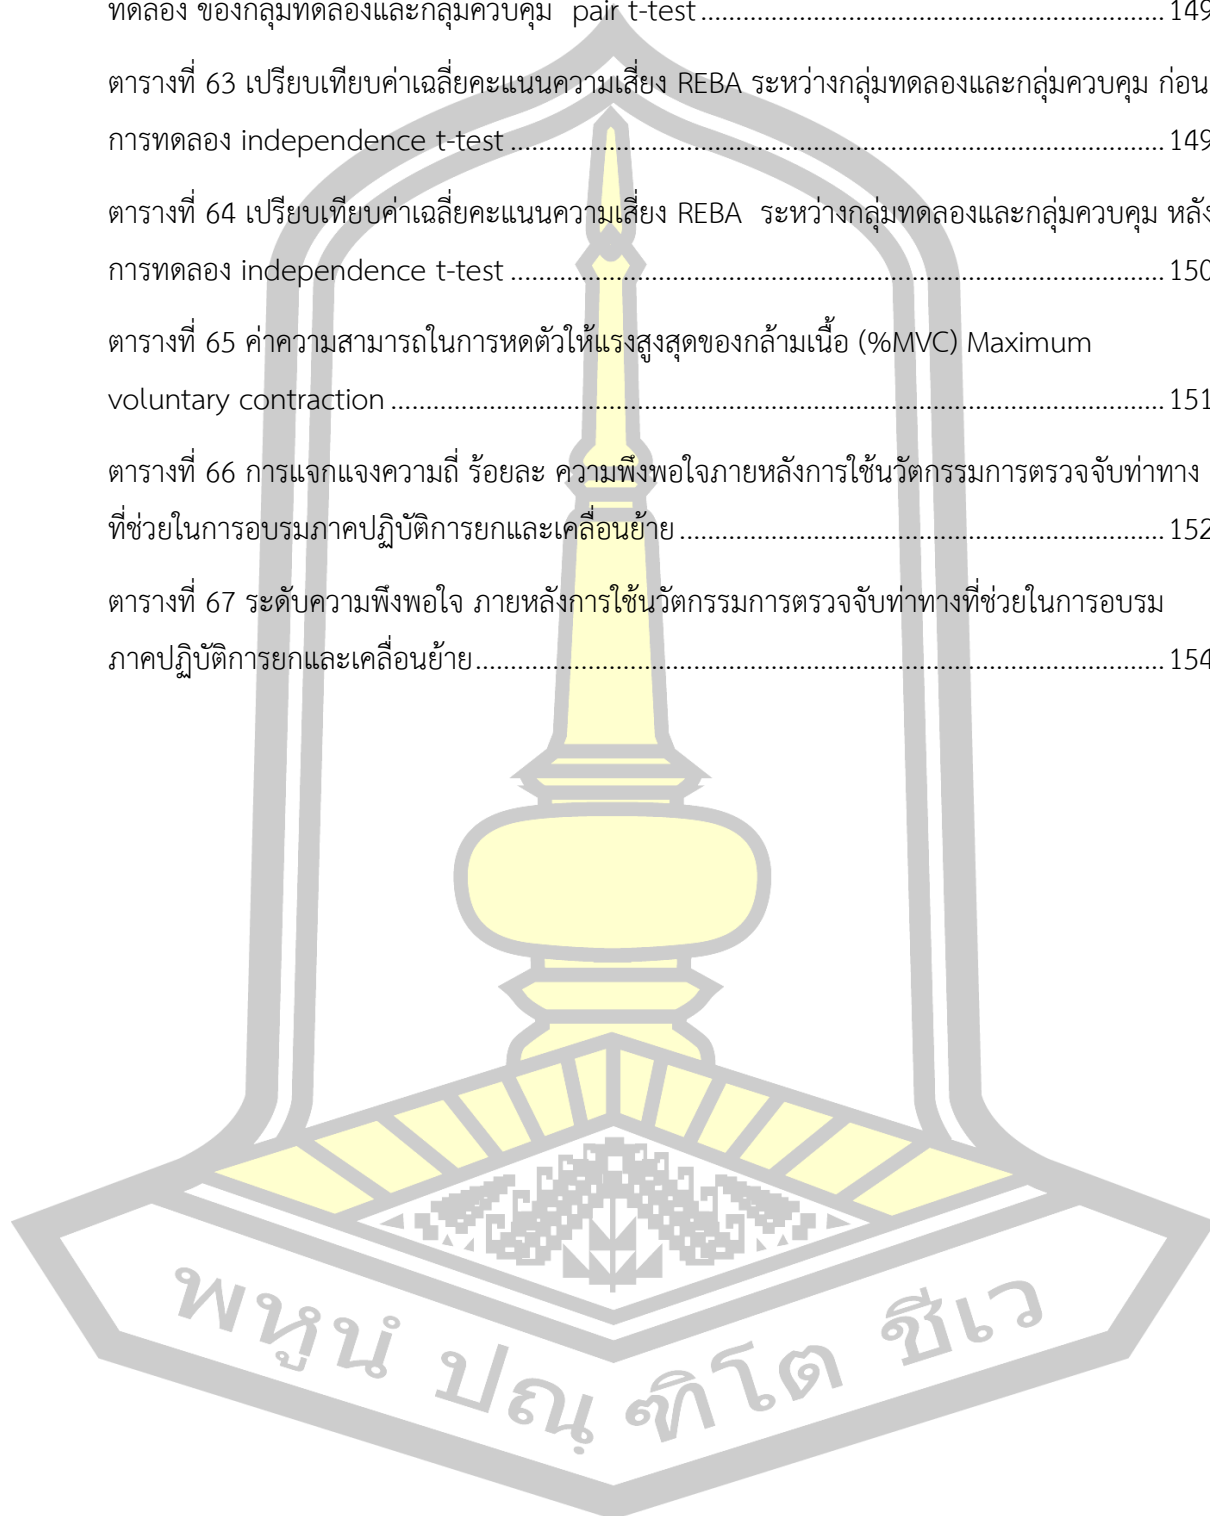 ทดลอง ของกลุ่มทดลองและกลุ่มควบคุม  pair t-test ................................................................ 149
ตารางที่ 63 เปรียบเทียบค่าเฉลี่ยคะแนนความเสี่ยง REBA ระหว่างกลุ่มทดลองและกลุ่มควบคุม ก่อน
การทดลอง independence t-test ............................................................................................ 149
ตารางที่ 64 เปรียบเทียบค่าเฉลี่ยคะแนนความเสี่ยง REBA  ระหว่างกลุ่มทดลองและกลุ่มควบคุม หลัง
การทดลอง independence t-test ............................................................................................ 150
ตารางที่ 65 ค่าความสามารถในการหดตัวให้แรงสูงสุดของกล้ามเนื้อ (%MVC) Maximum
voluntary contraction ............................................................................................................. 151
ตารางที่ 66 การแจกแจงความถี่ ร้อยละ ความพึงพอใจภายหลังการใช้นวัตกรรมการตรวจจับท่าทาง
ที่ช่วยในการอบรมภาคปฏิบัติการยกและเคลื่อนย้าย .................................................................... 152
ตารางที่ 67 ระดับความพึงพอใจ ภายหลังการใช้นวัตกรรมการตรวจจับท่าทางที่ช่วยในการอบรม
ภาคปฏิบัติการยกและเคลื่อนย้าย ................................................................................................. 154
พหูนํ ปณฺฑิโต ชีเว